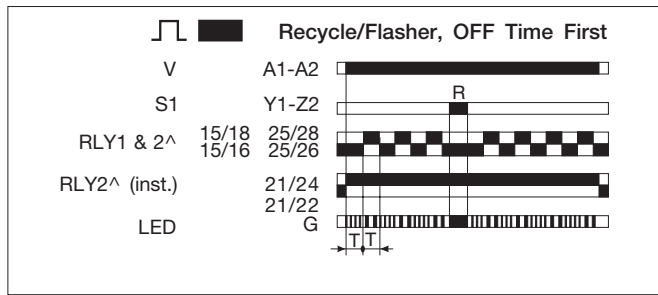 Recycle/Flasher, OFF Time First
V A1-A2
S1 Y1-Z2 R
RLY1 & 2^ 15/18 25/28
15/16 25/26
RLY2^ (inst.) 21/24
21/22
LED G
T T